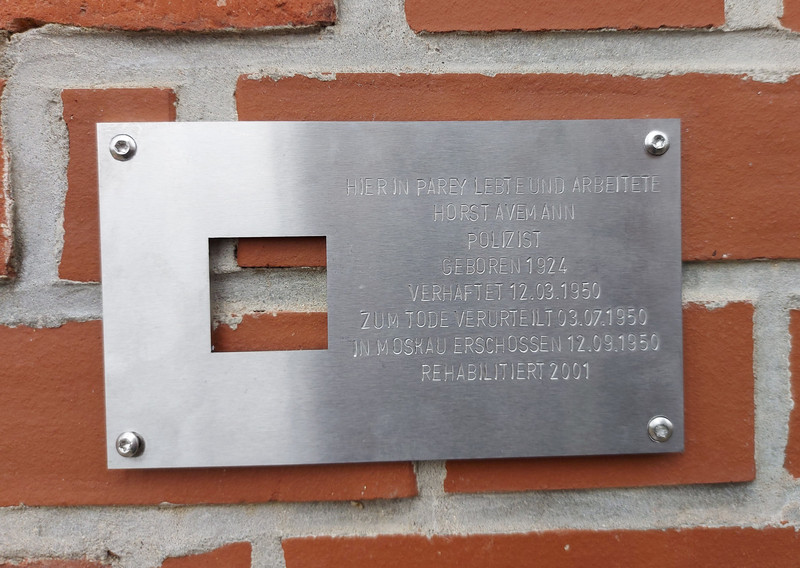 HIER IN PAREY LEBTE UND ARBEITETE
HORST AVEMANN
POLIZIST
GEBOREN 1924
VERHAFTET 12.03.1950
ZUM TODE VERURTEILT 03.07.1950
IN MOSKAU ERSCHOSSEN 12.09.1950
REHABILITIERT 2001